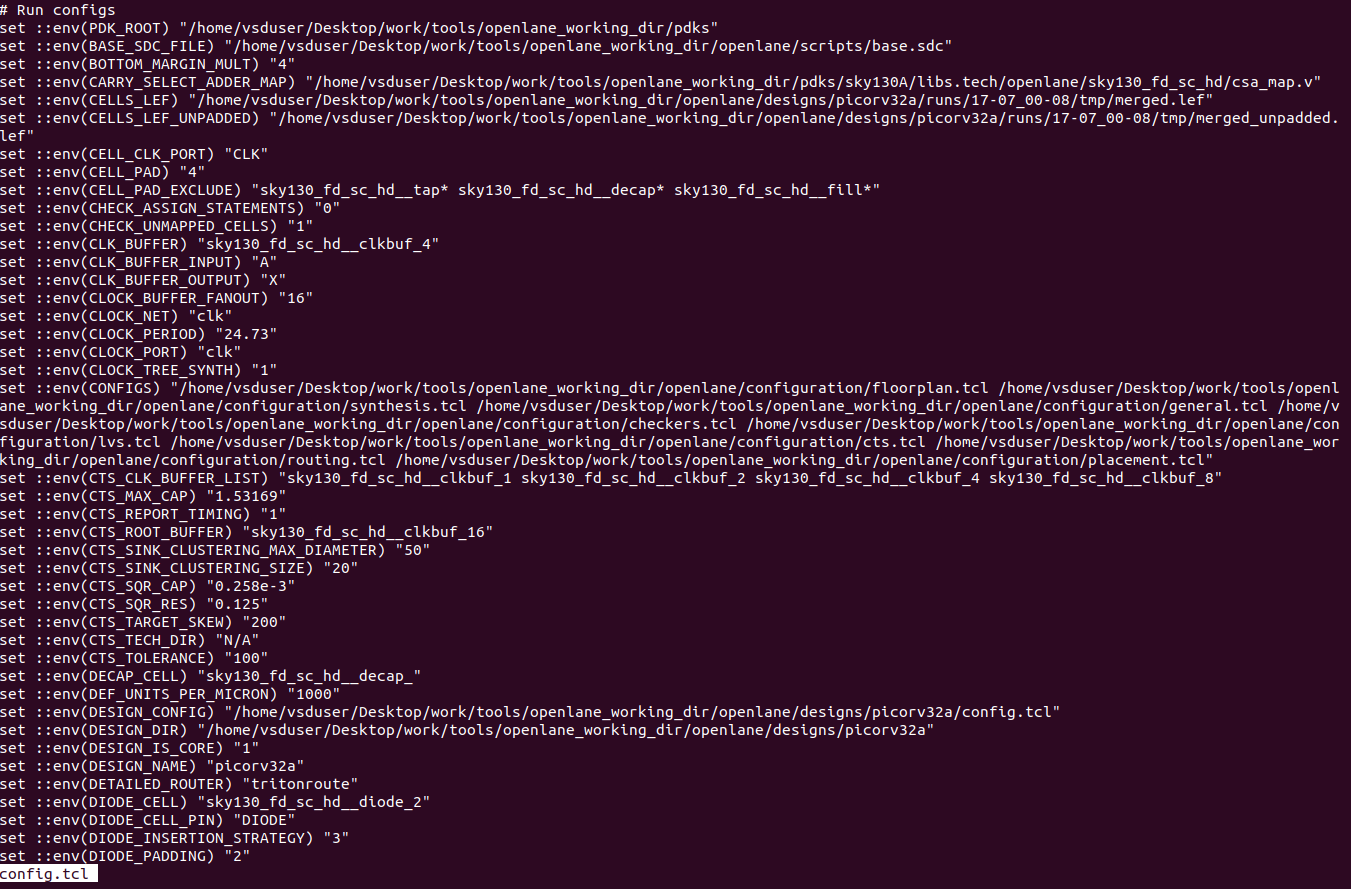 # Run configs
set ::env(PDK_ROOT) "/home/vsduser/Desktop/work/tools/openlane_working_dir/pdks"
set ::env(BASE_SDC_FILE) "/home/vsduser/Desktop/work/tools/openlane_working_dir/openlane/scripts/base.sdc"
set ::env(BOTTOM_MARGIN_MULT) "4"
set ::env(CARRY_SELECT_ADDER_MAP) "/home/vsduser/Desktop/work/tools/openlane_working_dir/pdks/sky130A/libs.tech/openlane/sky130_fd_sc_hd/csa_map.v"
set ::env(CELLS_LEF) "/home/vsduser/Desktop/work/tools/openlane_working_dir/openlane/designs/picorv32a/runs/17-07_00-08/tmp/merged.lef"
set ::env(CELLS_LEF_UNPADDED) "/home/vsduser/Desktop/work/tools/openlane_working_dir/openlane/designs/picorv32a/runs/17-07_00-08/tmp/merged_unpadded.
lef"
set ::env(CELL_CLK_PORT) "CLK"
set ::env(CELL_PAD) "4"
set ::env(CELL_PAD_EXCLUDE) "sky130_fd_sc_hd__tap* sky130_fd_sc_hd__decap* sky130_fd_sc_hd__fill*"
set ::env(CHECK_ASSIGN_STATEMENTS) "0"
set ::env(CHECK_UNMAPPED_CELLS) "1"
set ::env(CLK_BUFFER) "sky130_fd_sc_hd__clkbuf_4"
set ::env(CLK_BUFFER_INPUT) "A"
set ::env(CLK_BUFFER_OUTPUT) "X"
set ::env(CLOCK_BUFFER_FANOUT) "16"
set ::env(CLOCK_NET) "clk"
set ::env(CLOCK_PERIOD) "24.73"
set ::env(CLOCK_PORT) "clk"
set ::env(CLOCK_TREE_SYNTH) "1"
set ::env(CONFIGS) "/home/vsduser/Desktop/work/tools/openlane_working_dir/openlane/configuration/floorplan.tcl /home/vsduser/Desktop/work/tools/openl
ane_working_dir/openlane/configuration/synthesis.tcl /home/vsduser/Desktop/work/tools/openlane_working_dir/openlane/configuration/general.tcl /home/v
sduser/Desktop/work/tools/openlane_working_dir/openlane/configuration/checkers.tcl /home/vsduser/Desktop/work/tools/openlane_working_dir/openlane/con
figuration/lvs.tcl /home/vsduser/Desktop/work/tools/openlane_working_dir/openlane/configuration/cts.tcl /home/vsduser/Desktop/work/tools/openlane_wor
king_dir/openlane/configuration/routing.tcl /home/vsduser/Desktop/work/tools/openlane_working_dir/openlane/configuration/placement.tcl"
set ::env(CTS_CLK_BUFFER_LIST) "sky130_fd_sc_hd__clkbuf_1 sky130_fd_sc_hd__clkbuf_2 sky130_fd_sc_hd__clkbuf_4 sky130_fd_sc_hd__clkbuf_8"
set ::env(CTS_MAX_CAP) "1.53169"
set ::env(CTS_REPORT_TIMING) "1"
set ::env(CTS_ROOT_BUFFER) "sky130_fd_sc_hd__clkbuf_16"
set ::env(CTS_SINK_CLUSTERING_MAX_DIAMETER) "50"
set ::env(CTS_SINK_CLUSTERING_SIZE) "20"
set ::env(CTS_SQR_CAP) "0.258e-3"
set ::env(CTS_SQR_RES) "0.125"
set ::env(CTS_TARGET_SKEW) "200"
set ::env(CTS_TECH_DIR) "N/A"
set ::env(CTS_TOLERANCE) "100"
set ::env(DECAP_CELL) "sky130_fd_sc_hd__decap_"
set ::env(DEF_UNITS_PER_MICRON) "1000"
set ::env(DESIGN_CONFIG) "/home/vsduser/Desktop/work/tools/openlane_working_dir/openlane/designs/picorv32a/config.tcl"
set ::env(DESIGN_DIR) "/home/vsduser/Desktop/work/tools/openlane_working_dir/openlane/designs/picorv32a"
set ::env(DESIGN_IS_CORE) "1"
set ::env(DESIGN_NAME) "picorv32a"
set ::env(DETAILED_ROUTER) "tritonroute"
set ::env(DIODE_CELL) "sky130_fd_sc_hd__diode_2"
set ::env(DIODE_CELL_PIN) "DIODE"
set ::env(DIODE_INSERTION_STRATEGY) "3"
set ::env(DIODE_PADDING) "2"
config.tcl